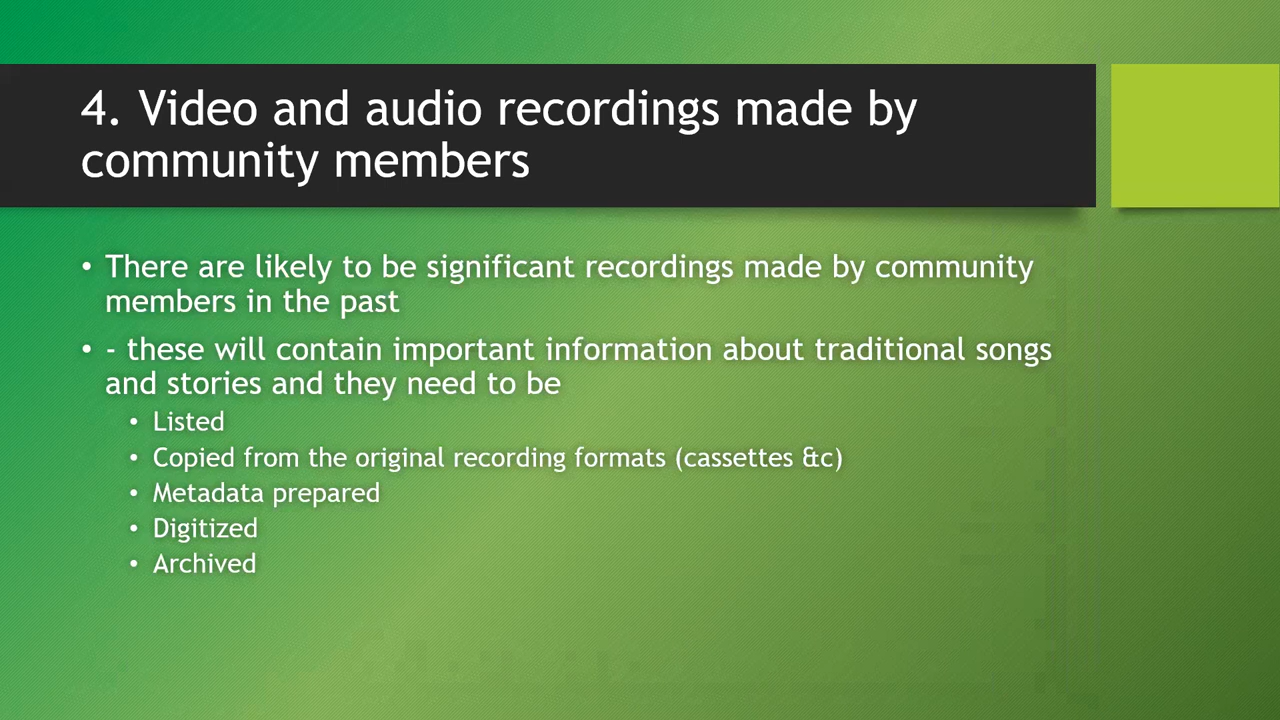 4. Video and audio recordings made by
community members
• There are likely to be significant recordings made by community
members in the past
• - these will contain important information about traditional songs
and stories and they need to be
• Listed
• Copied from the original recording formats (cassettes &c)
• Metadata prepared
• Digitized
• Archived